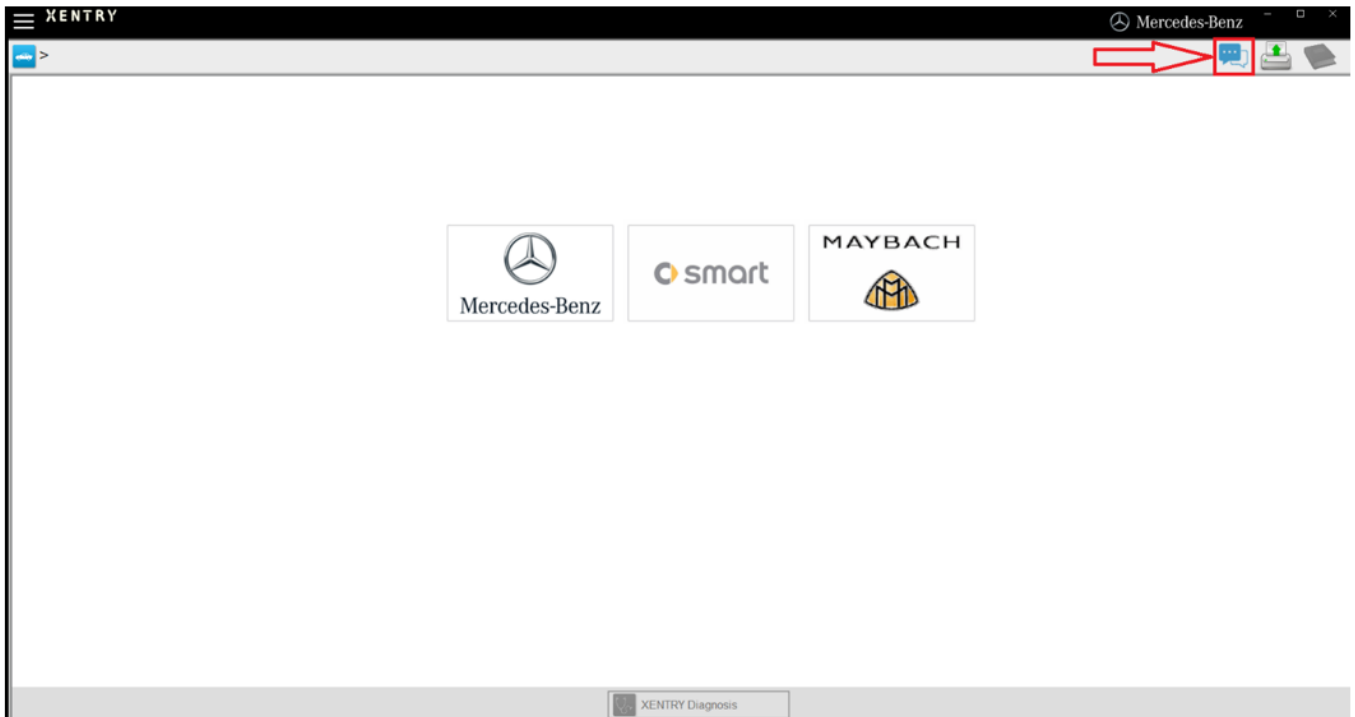 XENTRY
Mercedes-Benz
>
Mercedes-Benz
smart
MAYBACH
XENTRY Diagnosis